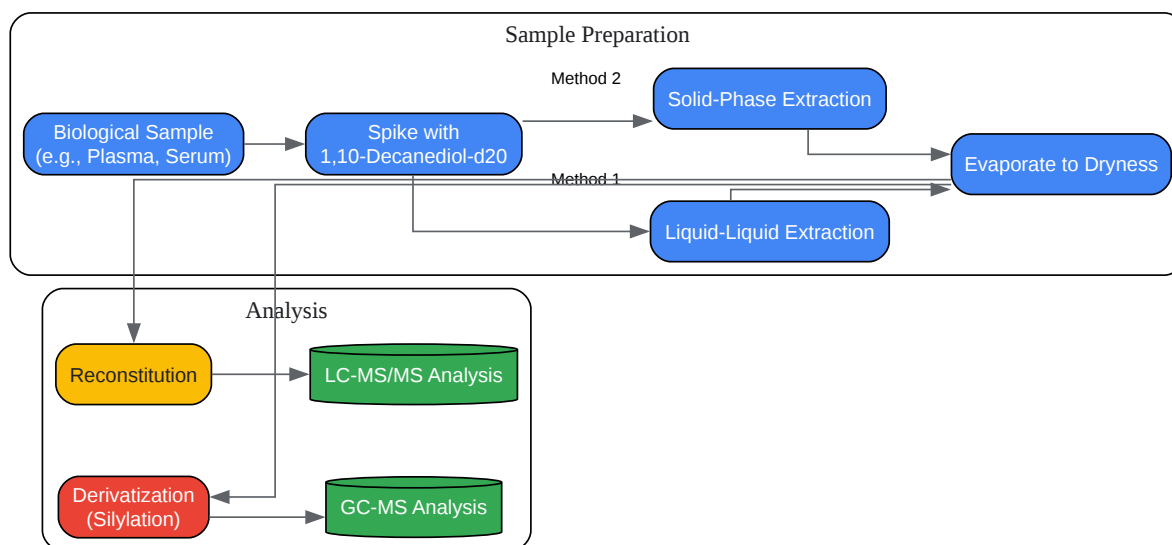 Sample Preparation
Method 2
Solid-Phase Extraction
Biological Sample
(e.g., Plasma, Serum)
Spike with
1,10-Decanediol-d20
Evaporate to Dryness
Method 1
Liquid-Liquid Extraction
Analysis
Reconstitution
LC-MS/MS Analysis
Derivatization
(Silylation)
GC-MS Analysis